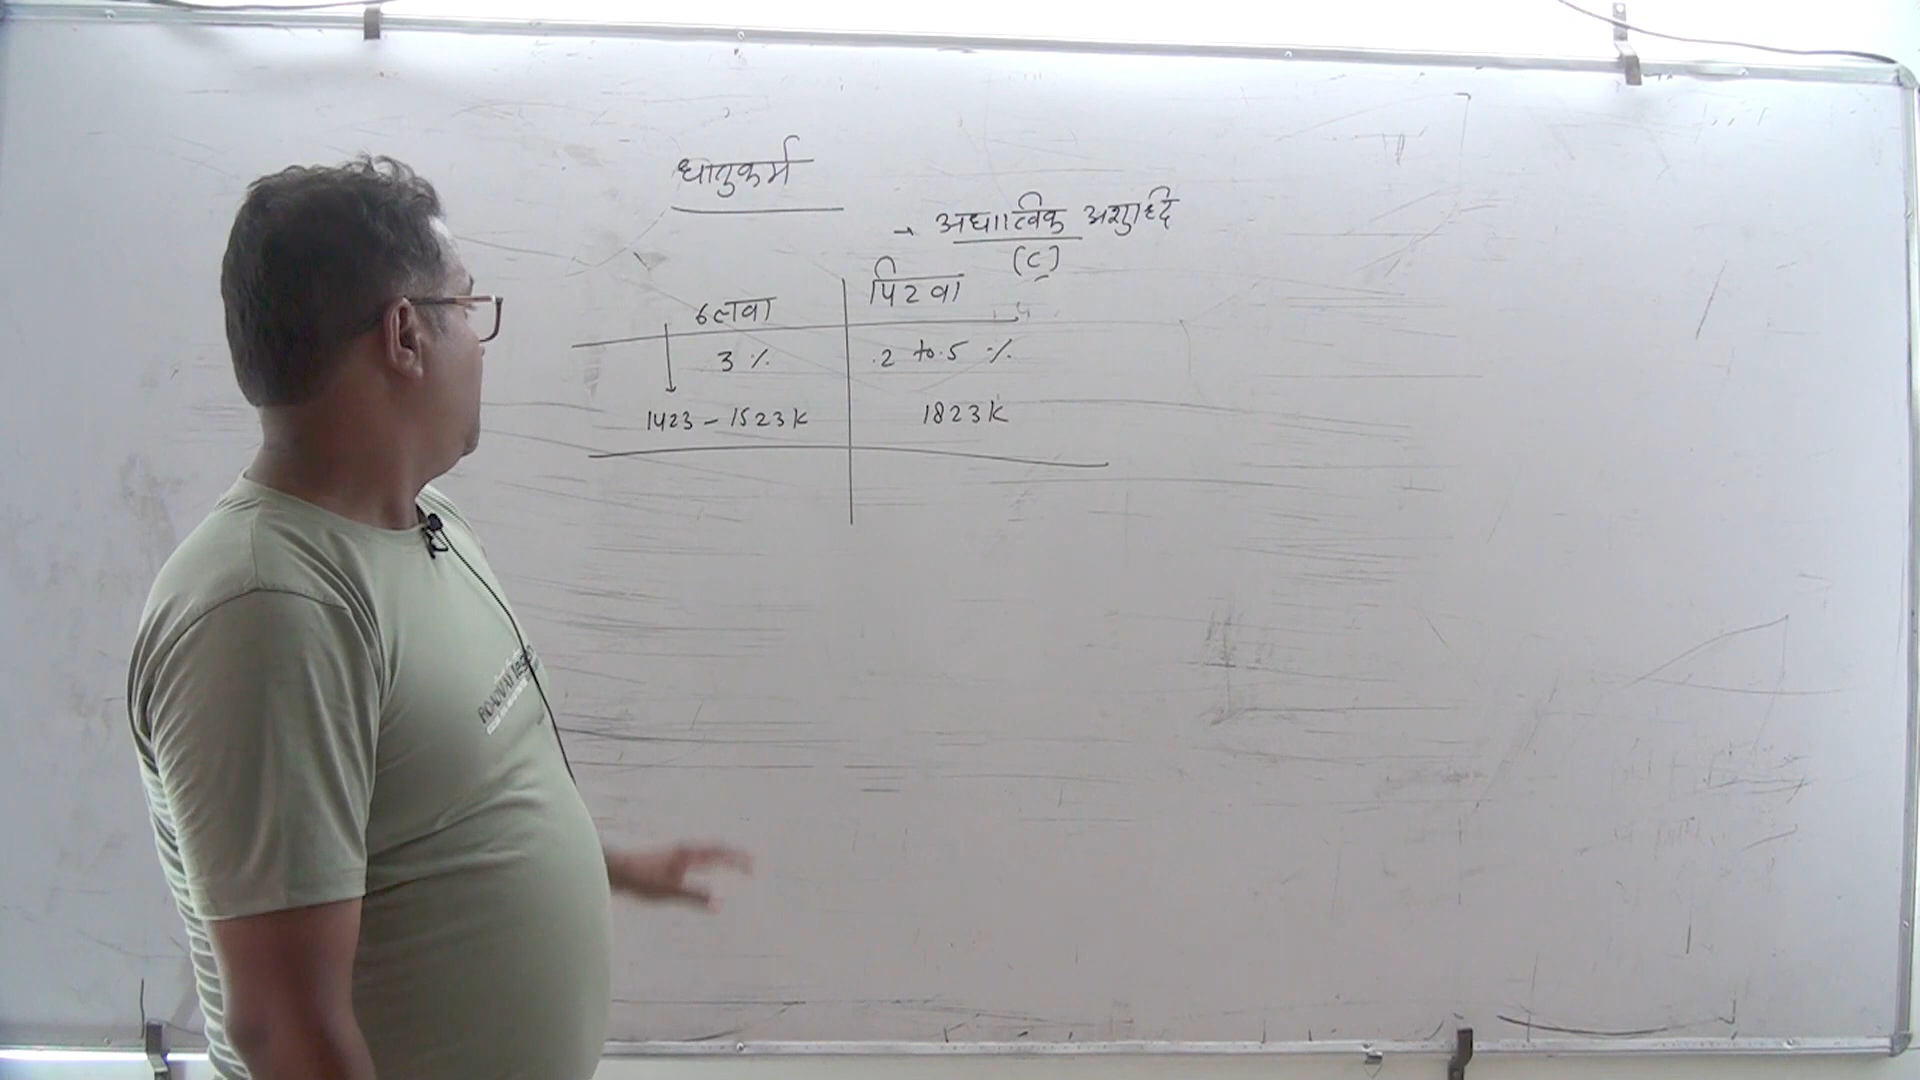 धातुकर्म
→ अधात्विक अशुद्धि
(C)
ढलवा पिटवा
3 % .2 to .5 %
1423 - 1523 K 1823 K